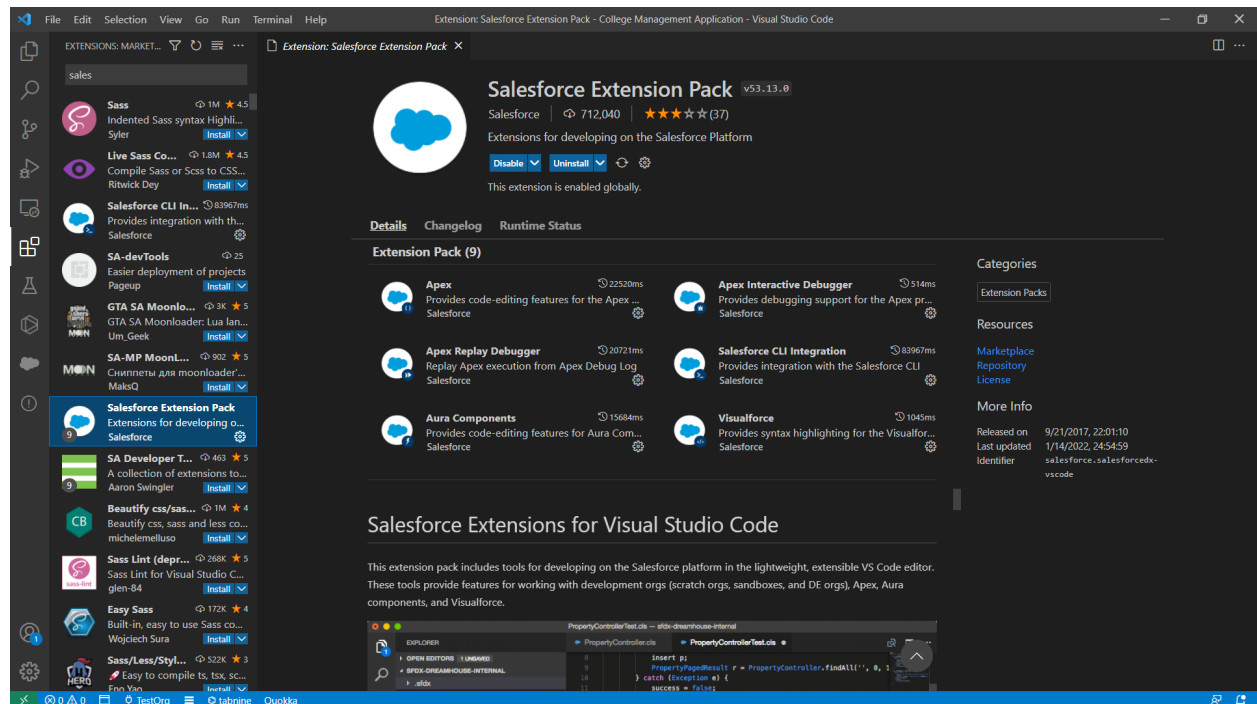 File Edit Selection View Go Run Terminal Help
Extension: Salesforce Extension Pack - College Management Application - Visual Studio Code
EXTENSIONS: MARKET...
Extension: Salesforce Extension Pack
sales
Sass 1M 4.5
Indented Sass syntax Highli...
Syler Install
Live Sass Co... 1.8M 4.5
Compile Sass or Scss to CSS...
Ritwick Dey Install
Salesforce CLI In... 83967ms
Provides integration with th...
Salesforce
SA-devTools 25
Easier deployment of projects
Pageup Install
GTA SA Moonlo... 3K 5
GTA SA Moonloader: Lua lan...
Um_Geek Install
MOON
SA-MP MoonL... 902 5
Сниппеты для moonloader'...
MaksQ Install
MOON
Salesforce Extension Pack
Extensions for developing o...
Salesforce
9
SA Developer T... 463 5
A collection of extensions to...
Aaron Swingler Install
9
Beautify css/sas... 1M 4
Beautify css, sass and less co...
michelemelluso Install
CB
Sass Lint (depr... 268K 5
Sass Lint for Visual Studio C...
glen-84 Install
sass-lint
Easy Sass 172K 4
Built-in, easy to use Sass co...
Wojciech Sura Install
Sass/Less/Styl... 522K 3
🚀 Easy to compile ts, tsx, sc...
Eno Yao Install
HERO
1
Salesforce Extension Pack v53.13.0
Salesforce 712,040 (37)
Extensions for developing on the Salesforce Platform
Disable Uninstall
This extension is enabled globally.
Details Changelog Runtime Status
Extension Pack (9)
Apex 22520ms
Provides code-editing features for the Apex ...
Salesforce
Apex Interactive Debugger 514ms
Provides debugging support for the Apex pr...
Salesforce
Apex Replay Debugger 20721ms
Replay Apex execution from Apex Debug Log
Salesforce
Salesforce CLI Integration 83967ms
Provides integration with the Salesforce CLI
Salesforce
Aura Components 15684ms
Provides code-editing features for Aura Com...
Salesforce
Visualforce 1045ms
Provides syntax highlighting for the Visualfor...
Salesforce
Categories
Extension Packs
Resources
Marketplace
Repository
License
More Info
Released on 9/21/2017, 22:01:10
Last updated 1/14/2022, 24:54:59
Identifier salesforce.salesforcedx-
vscode
Salesforce Extensions for Visual Studio Code
This extension pack includes tools for developing on the Salesforce platform in the lightweight, extensible VS Code editor.
These tools provide features for working with development orgs (scratch orgs, sandboxes, and DE orgs), Apex, Aura
components, and Visualforce.
PropertyControllerTest.cls — sfdx-dreamhouse-internal
EXPLORER
PropertyController.cls PropertyControllerTest.cls
OPEN EDITORS 1 UNSAVED
SFDX-DREAMHOUSE-INTERNAL
.sfdx
8 insert p;
9 PropertyPagedResult r = PropertyController.findAll('', 0, 1
10 } catch (Exception e) {
11 success = false;
0 0 TestOrg tabnine Quokka